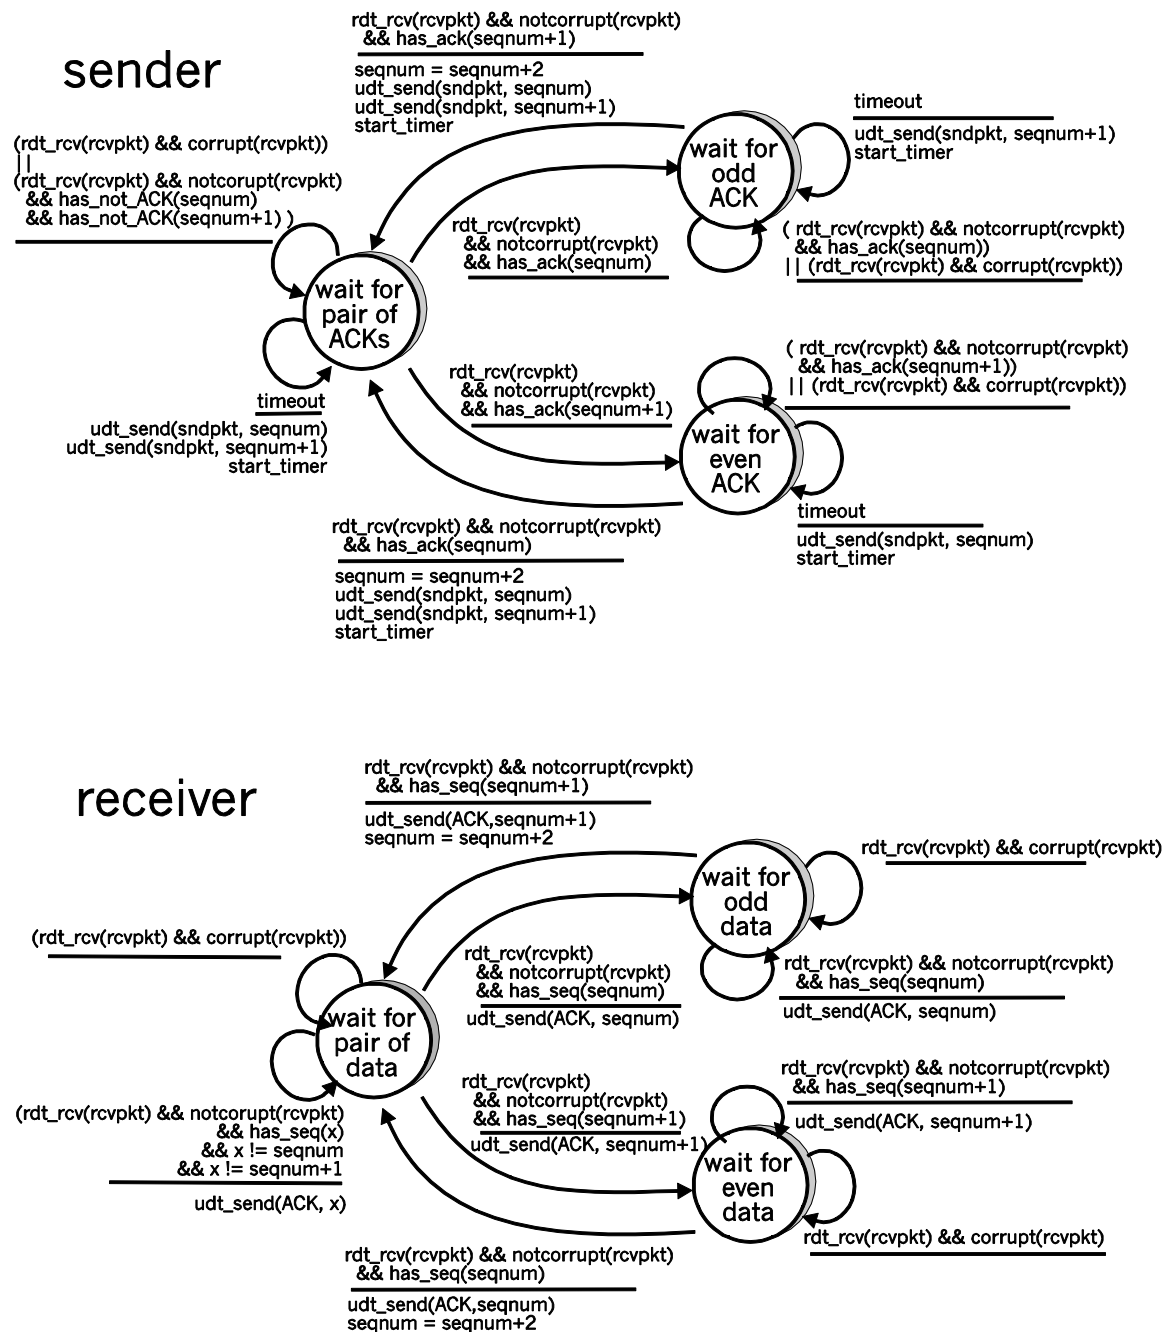 sender
rdt_rcv(rcvpkt) && notcorrupt(rcvpkt)
&& has_ack(seqnum+1)
seqnum = seqnum+2
udt_send(sndpkt, seqnum)
udt_send(sndpkt, seqnum+1)
start_timer
(rdt_rcv(rcvpkt) && corrupt(rcvpkt))
||
(rdt_rcv(rcvpkt) && notcorupt(rcvpkt)
&& has_not_ACK(seqnum)
&& has_not_ACK(seqnum+1) )
wait for
odd
ACK
timeout
udt_send(sndpkt, seqnum+1)
start_timer
rdt_rcv(rcvpkt)
&& notcorrupt(rcvpkt)
&& has_ack(seqnum)
( rdt_rcv(rcvpkt) && notcorrupt(rcvpkt)
&& has_ack(seqnum))
|| (rdt_rcv(rcvpkt) && corrupt(rcvpkt))
wait for
pair of
ACKs
timeout
udt_send(sndpkt, seqnum)
udt_send(sndpkt, seqnum+1)
start_timer
rdt_rcv(rcvpkt)
&& notcorrupt(rcvpkt)
&& has_ack(seqnum+1)
( rdt_rcv(rcvpkt) && notcorrupt(rcvpkt)
&& has_ack(seqnum+1))
|| (rdt_rcv(rcvpkt) && corrupt(rcvpkt))
wait for
even
ACK
timeout
udt_send(sndpkt, seqnum)
start_timer
rdt_rcv(rcvpkt) && notcorrupt(rcvpkt)
&& has_ack(seqnum)
seqnum = seqnum+2
udt_send(sndpkt, seqnum)
udt_send(sndpkt, seqnum+1)
start_timer
receiver
rdt_rcv(rcvpkt) && notcorrupt(rcvpkt)
&& has_seq(seqnum+1)
udt_send(ACK,seqnum+1)
seqnum = seqnum+2
wait for
odd
data
rdt_rcv(rcvpkt) && corrupt(rcvpkt)
(rdt_rcv(rcvpkt) && corrupt(rcvpkt))
rdt_rcv(rcvpkt)
&& notcorrupt(rcvpkt)
&& has_seq(seqnum)
udt_send(ACK, seqnum)
rdt_rcv(rcvpkt) && notcorrupt(rcvpkt)
&& has_seq(seqnum)
udt_send(ACK, seqnum)
wait for
pair of
data
(rdt_rcv(rcvpkt) && notcorupt(rcvpkt)
&& has_seq(x)
&& x != seqnum
&& x != seqnum+1
udt_send(ACK, x)
rdt_rcv(rcvpkt)
&& notcorrupt(rcvpkt)
&& has_seq(seqnum+1)
udt_send(ACK, seqnum+1)
rdt_rcv(rcvpkt) && notcorrupt(rcvpkt)
&& has_seq(seqnum+1)
udt_send(ACK, seqnum+1)
wait for
even
data
rdt_rcv(rcvpkt) && corrupt(rcvpkt)
rdt_rcv(rcvpkt) && notcorrupt(rcvpkt)
&& has_seq(seqnum)
udt_send(ACK,seqnum)
seqnum = seqnum+2